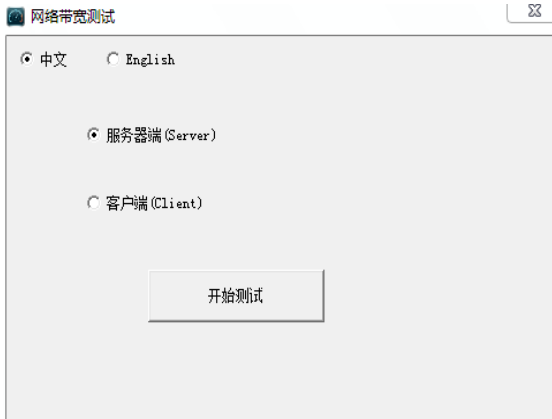 网络带宽测试
中文 English
服务器端(Server)
客户端(Client)
开始测试